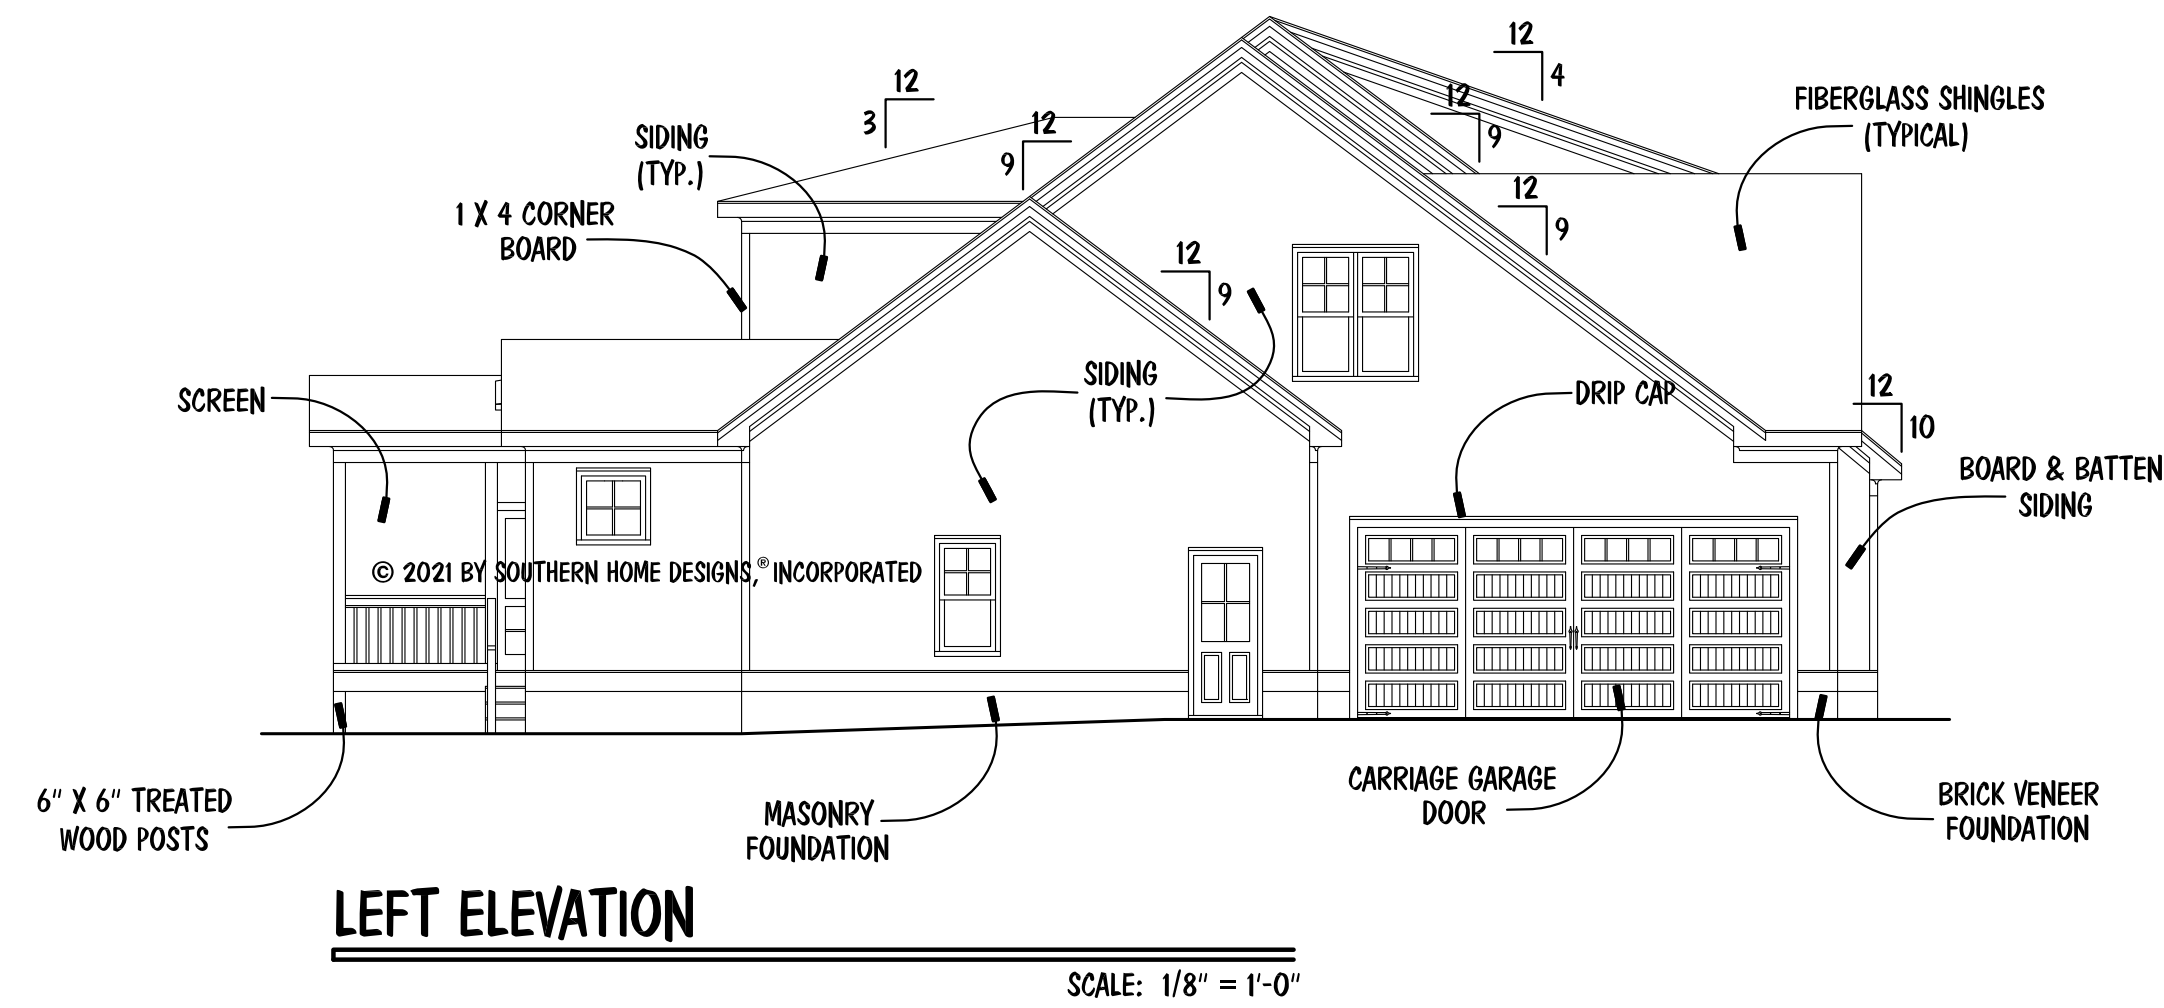 12
4
12
3
12
9
12
9
FIBERGLASS SHINGLES
(TYPICAL)
SIDING
(TYP.)
1 X 4 CORNER
BOARD
12
9
12
9
SIDING
(TYP.)
DRIP CAP
SCREEN
12
10
BOARD & BATTEN
SIDING
© 2021 BY SOUTHERN HOME DESIGNS,® INCORPORATED
6" X 6" TREATED
WOOD POSTS
MASONRY
FOUNDATION
CARRIAGE GARAGE
DOOR
BRICK VENEER
FOUNDATION
LEFT ELEVATION
SCALE: 1/8" = 1'-0"